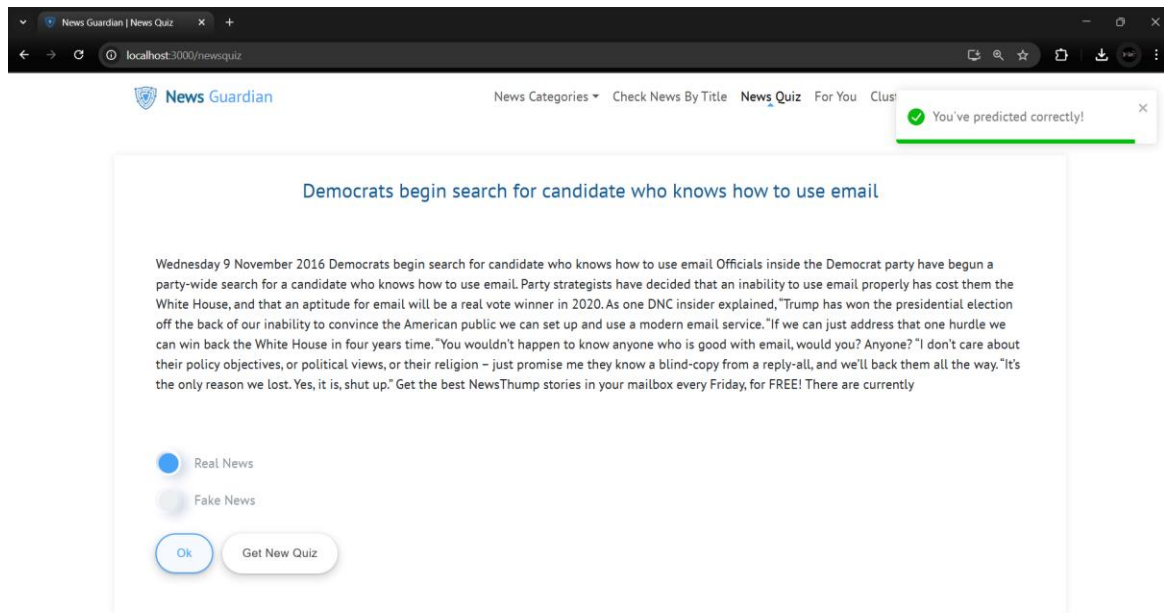 News Guardian | News Quiz
localhost:3000/newsquiz
News Guardian
News Categories Check News By Title News Quiz For You Clus
You've predicted correctly!
Democrats begin search for candidate who knows how to use email
Wednesday 9 November 2016 Democrats begin search for candidate who knows how to use email Officials inside the Democrat party have begun a
party-wide search for a candidate who knows how to use email. Party strategists have decided that an inability to use email properly has cost them the
White House, and that an aptitude for email will be a real vote winner in 2020. As one DNC insider explained, “Trump has won the presidential election
off the back of our inability to convince the American public we can set up and use a modern email service. “If we can just address that one hurdle we
can win back the White House in four years time. “You wouldn’t happen to know anyone who is good with email, would you? Anyone? “I don’t care about
their policy objectives, or political views, or their religion – just promise me they know a blind-copy from a reply-all, and we’ll back them all the way. “It’s
the only reason we lost. Yes, it is, shut up.” Get the best NewsThump stories in your mailbox every Friday, for FREE! There are currently
Real News
Fake News
Ok Get New Quiz